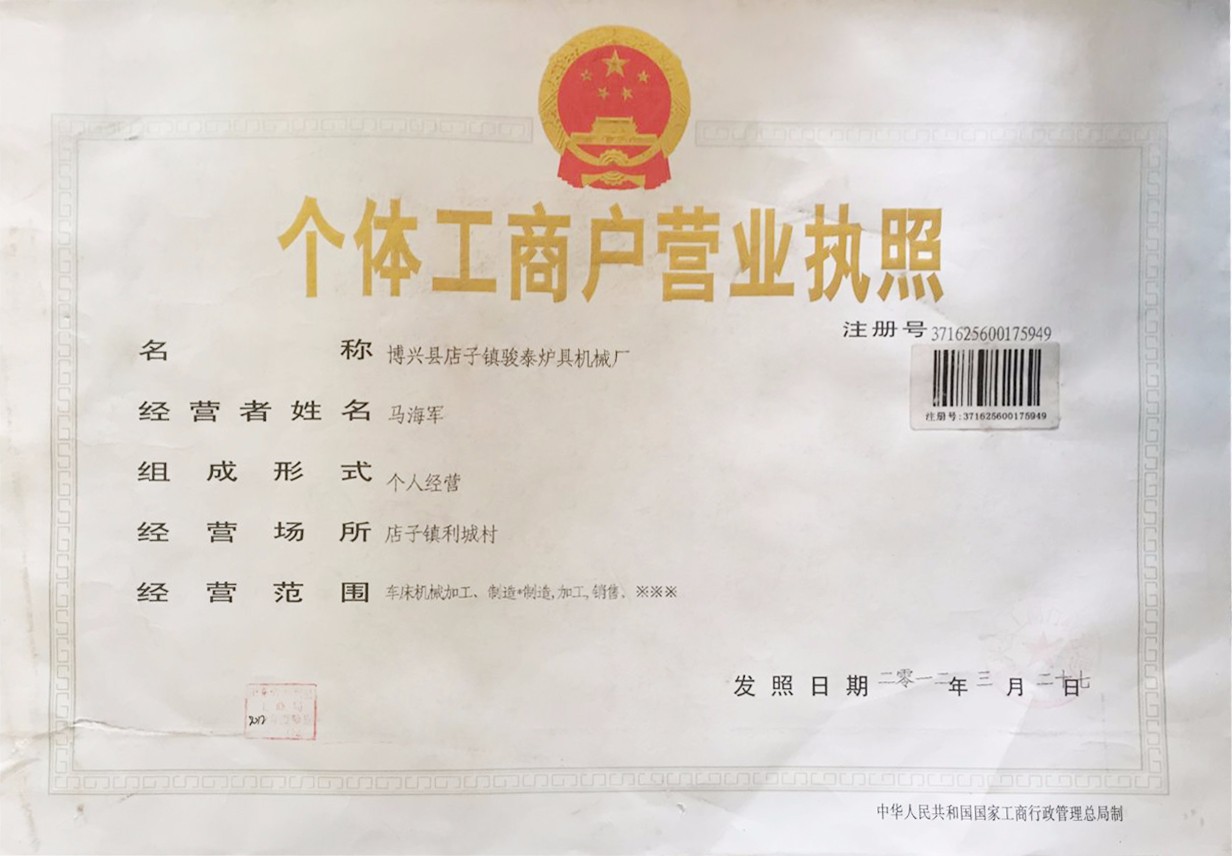 个体工商户营业执照
注册号 371625600175949
注册号:371625600175949
名称 博兴县店子镇骏泰炉具机械厂
经营者姓名 马海军
组成形式 个人经营
经营场所 店子镇利城村
经营范围 车床机械加工、制造*制造,加工,销售。※※※
发照日期 二零一二年三月二十七日
2012
中华人民共和国国家工商行政管理总局制